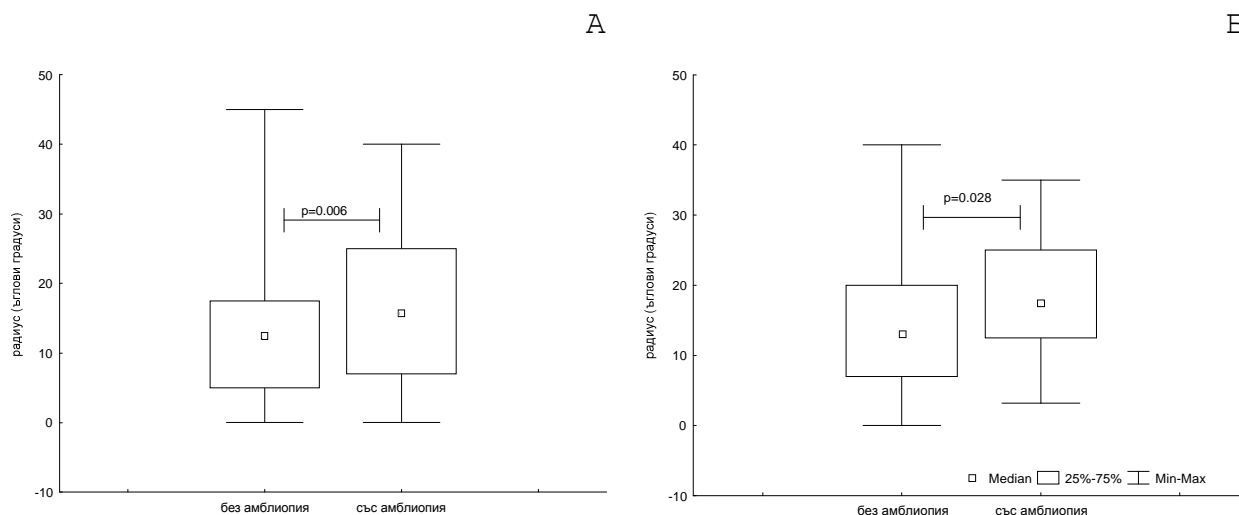 А
50
40
30
20
10
0
-10
радиус (ъглови градуси)
p=0.006
без амблиопия
със амблиопия
50
40
30
20
10
0
-10
радиус (ъглови градуси)
p=0.028
Median 25%-75% Min-Max
без амблиопия
със амблиопия